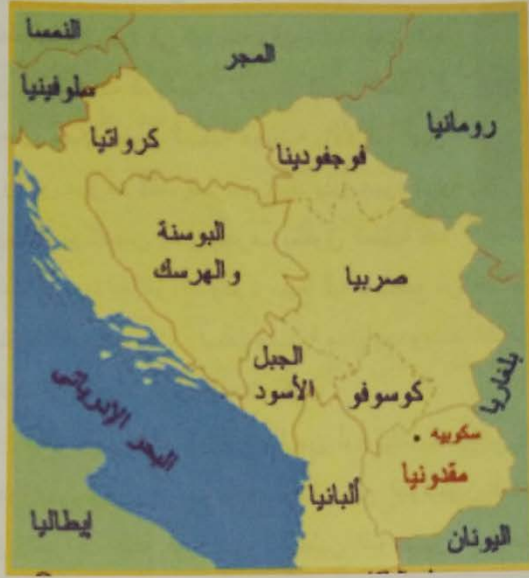 النمسا
المجر
سلوفينيا
رومانيا
كرواتيا
فوجفودينا
البوسنة
والهرسك
صربيا
الجبل
الأسود
كوسوفو
بلغاريا
البحر الإدرياتى
سكوبيه
مقدونيا
ألبانيا
إيطاليا
اليونان